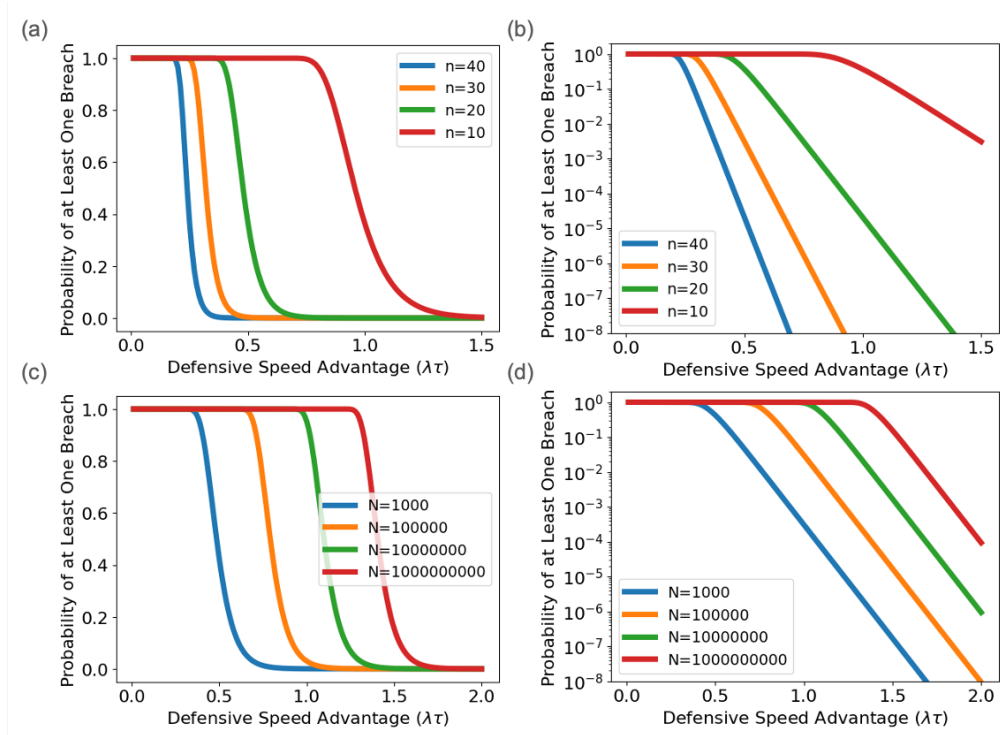 (a)
Probability of at Least One Breach
1.0
0.8
0.6
0.4
0.2
0.0
n=40
n=30
n=20
n=10
0.0 0.5 1.0 1.5
Defensive Speed Advantage (λτ)
(b)
Probability of at Least One Breach
10⁰
10⁻¹
10⁻²
10⁻³
10⁻⁴
10⁻⁵
10⁻⁶
10⁻⁷
10⁻⁸
n=40
n=30
n=20
n=10
0.0 0.5 1.0 1.5
Defensive Speed Advantage (λτ)
(c)
Probability of at Least One Breach
1.0
0.8
0.6
0.4
0.2
0.0
N=1000
N=100000
N=10000000
N=1000000000
0.0 0.5 1.0 1.5 2.0
Defensive Speed Advantage (λτ)
(d)
Probability of at Least One Breach
10⁰
10⁻¹
10⁻²
10⁻³
10⁻⁴
10⁻⁵
10⁻⁶
10⁻⁷
10⁻⁸
N=1000
N=100000
N=10000000
N=1000000000
0.0 0.5 1.0 1.5 2.0
Defensive Speed Advantage (λτ)